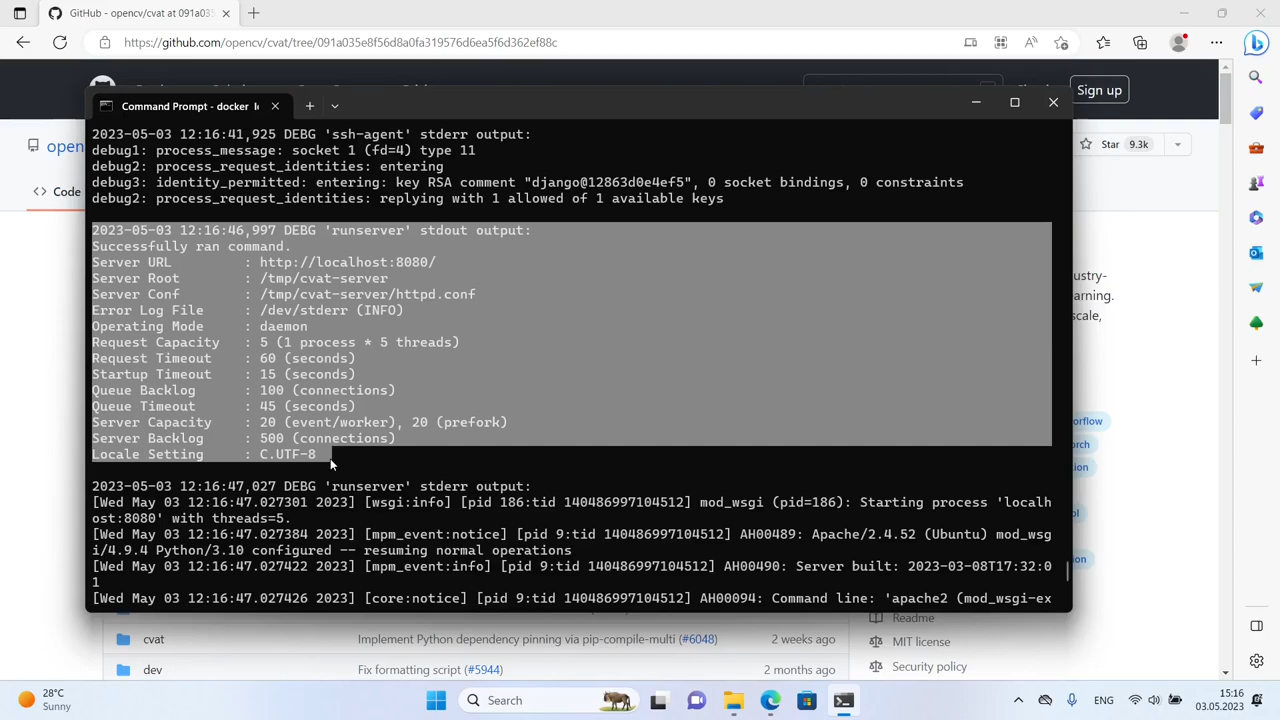 GitHub - opencv/cvat at 091a035
https://github.com/opencv/cvat/tree/091a035e8f56d8a0fa319576d6ea5f6d362ef88c
Sign up
Command Prompt - docker lo
openc
Star 9.3k
Code
2023-05-03 12:16:41,925 DEBG 'ssh-agent' stderr output:
debug1: process_message: socket 1 (fd=4) type 11
debug2: process_request_identities: entering
debug3: identity_permitted: entering: key RSA comment "django@12863d0e4ef5", 0 socket bindings, 0 constraints
debug2: process_request_identities: replying with 1 allowed of 1 available keys
2023-05-03 12:16:46,997 DEBG 'runserver' stdout output:
Successfully ran command.
Server URL : http://localhost:8080/
Server Root : /tmp/cvat-server
Server Conf : /tmp/cvat-server/httpd.conf
Error Log File : /dev/stderr (INFO)
Operating Mode : daemon
Request Capacity : 5 (1 process * 5 threads)
Request Timeout : 60 (seconds)
Startup Timeout : 15 (seconds)
Queue Backlog : 100 (connections)
Queue Timeout : 45 (seconds)
Server Capacity : 20 (event/worker), 20 (prefork)
Server Backlog : 500 (connections)
Locale Setting : C.UTF-8
2023-05-03 12:16:47,027 DEBG 'runserver' stderr output:
[Wed May 03 12:16:47.027301 2023] [wsgi:info] [pid 186:tid 140486997104512] mod_wsgi (pid=186): Starting process 'localh
ost:8080' with threads=5.
[Wed May 03 12:16:47.027384 2023] [mpm_event:notice] [pid 9:tid 140486997104512] AH00489: Apache/2.4.52 (Ubuntu) mod_wsg
i/4.9.4 Python/3.10 configured -- resuming normal operations
[Wed May 03 12:16:47.027422 2023] [mpm_event:info] [pid 9:tid 140486997104512] AH00490: Server built: 2023-03-08T17:32:0
1
[Wed May 03 12:16:47.027426 2023] [core:notice] [pid 9:tid 140486997104512] AH00094: Command line: 'apache2 (mod_wsgi-ex
ustry-
arning.
scale,
orflow
rch
tion
ol
ation
Readme
cvat Implement Python dependency pinning via pip-compile-multi (#6048) 2 weeks ago
MIT license
dev Fix formatting script (#5944) 2 months ago
Security policy
28°C
Sunny
Search
ENG
15:16
03.05.2023